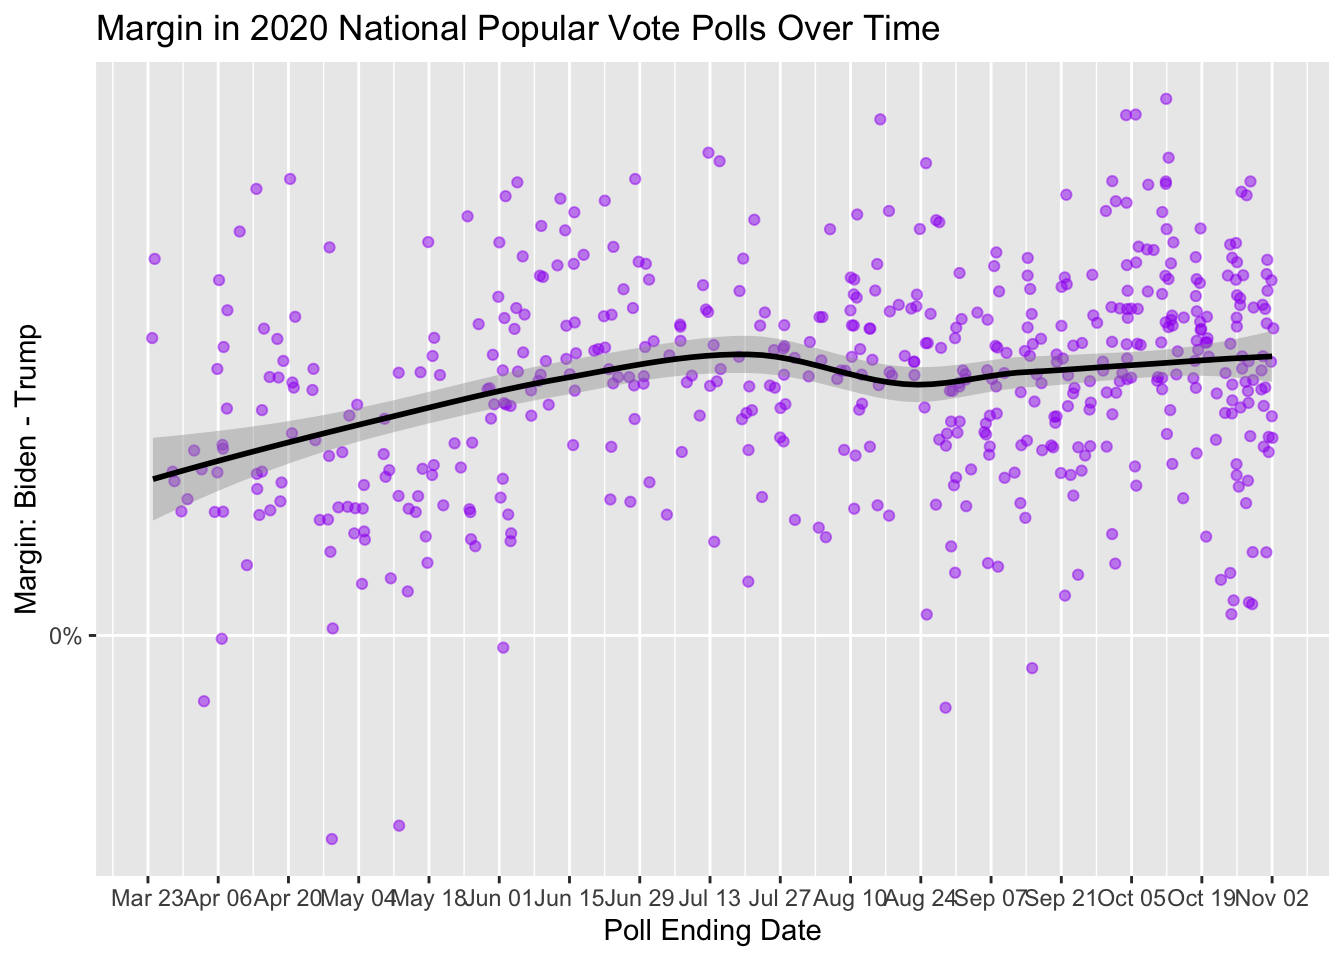 Margin in 2020 National Popular Vote Polls Over Time
Margin: Biden - Trump
0%
Mar 23 Apr 06 Apr 20 May 04 May 18 Jun 01 Jun 15 Jun 29 Jul 13 Jul 27 Aug 10 Aug 24 Sep 07 Sep 21 Oct 05 Oct 19 Nov 02
Poll Ending Date